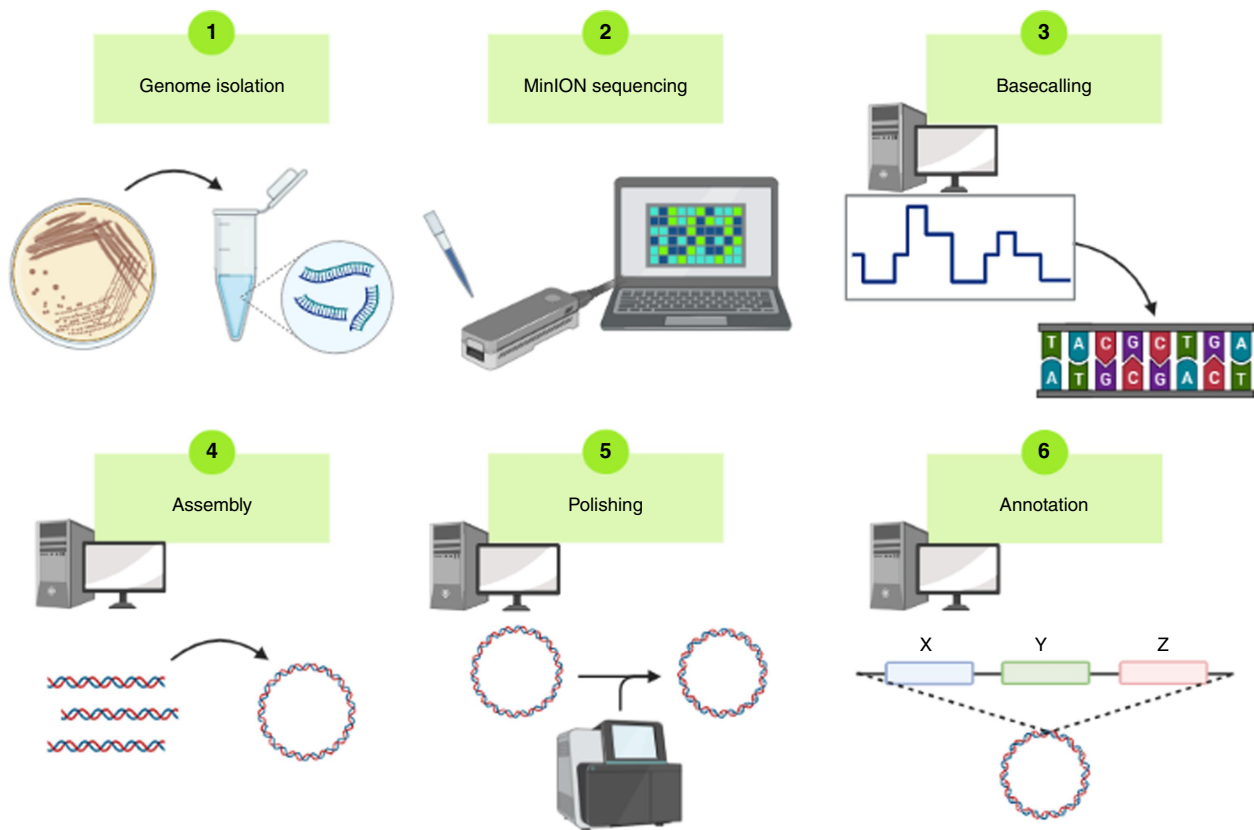 1
Genome isolation
2
MinION sequencing
3
Basecalling
T A C G C T G A
A T G C G A C T
4
Assembly
5
Polishing
6
Annotation
X Y Z